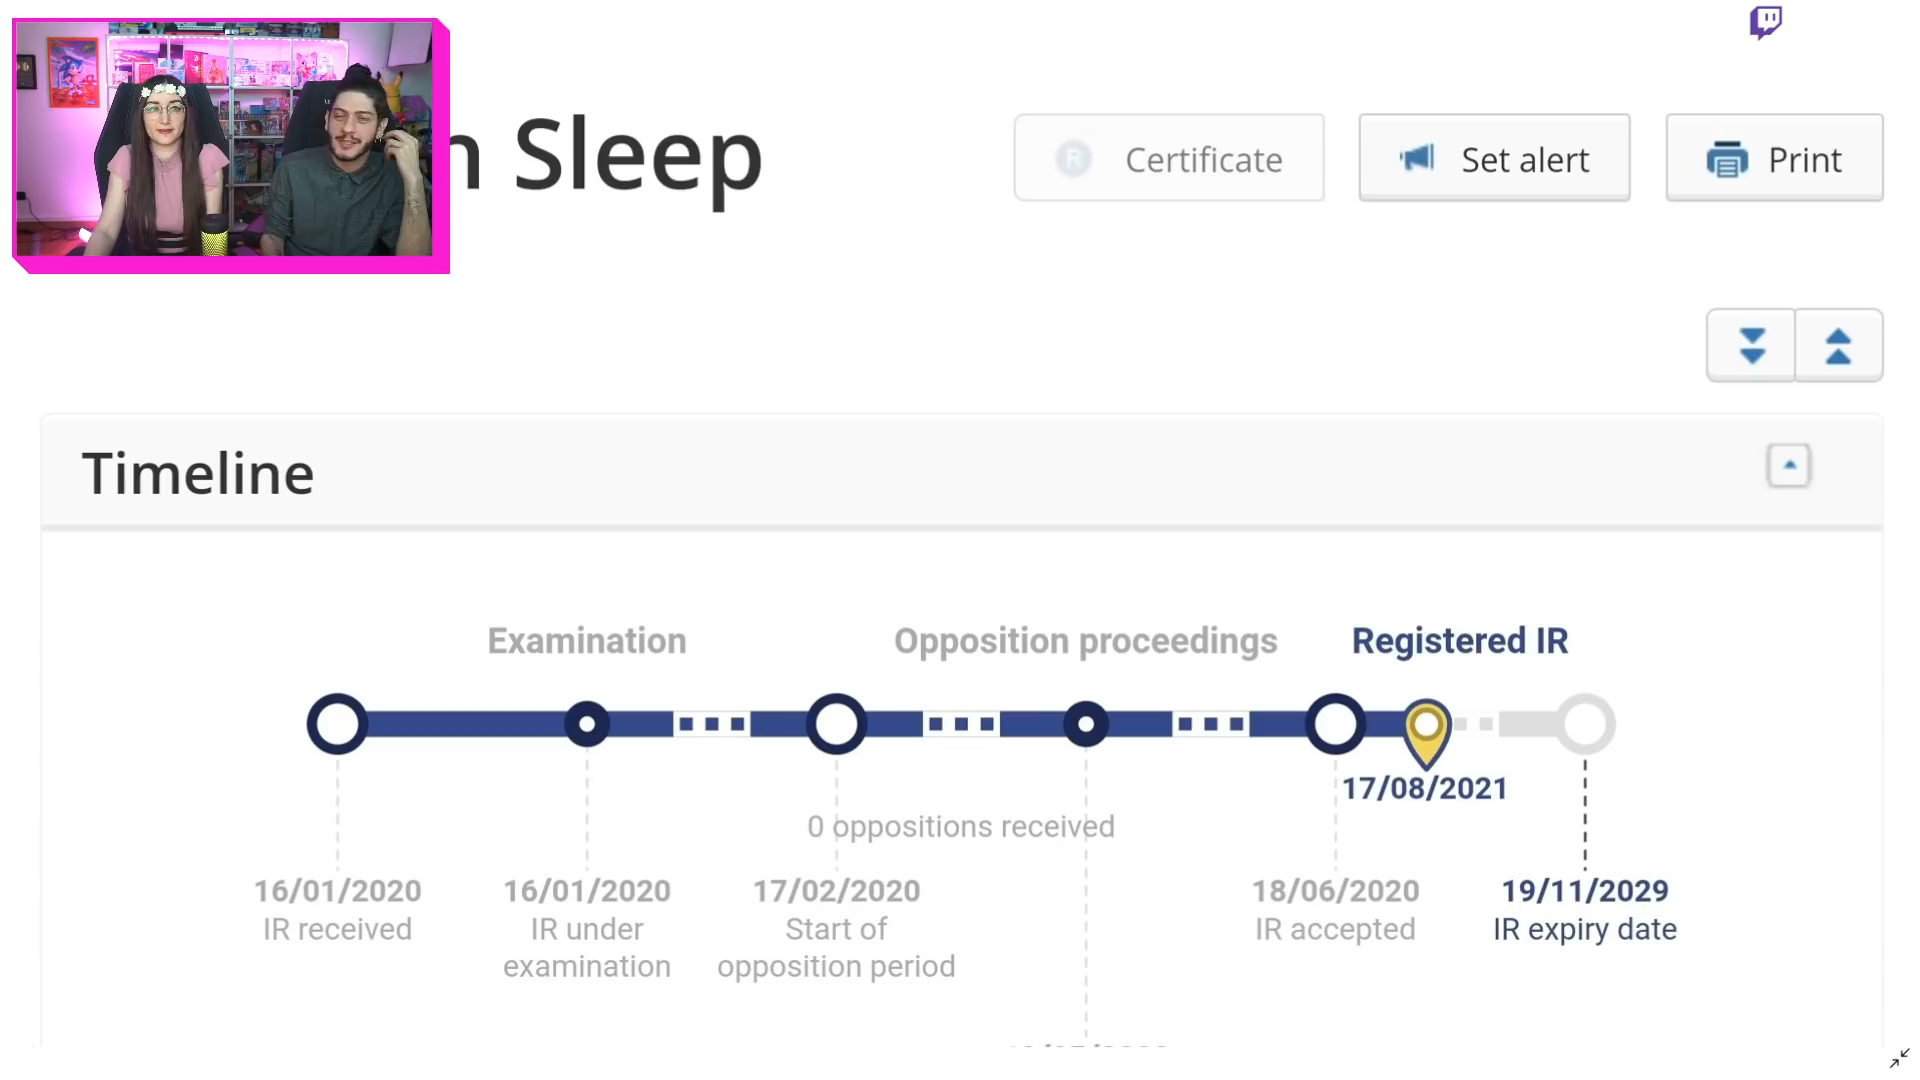 n Sleep
Certificate
Set alert
Print
Timeline
Examination
Opposition proceedings
Registered IR
17/08/2021
0 oppositions received
16/01/2020
IR received
16/01/2020
IR under
examination
17/02/2020
Start of
opposition period
18/06/2020
IR accepted
19/11/2029
IR expiry date